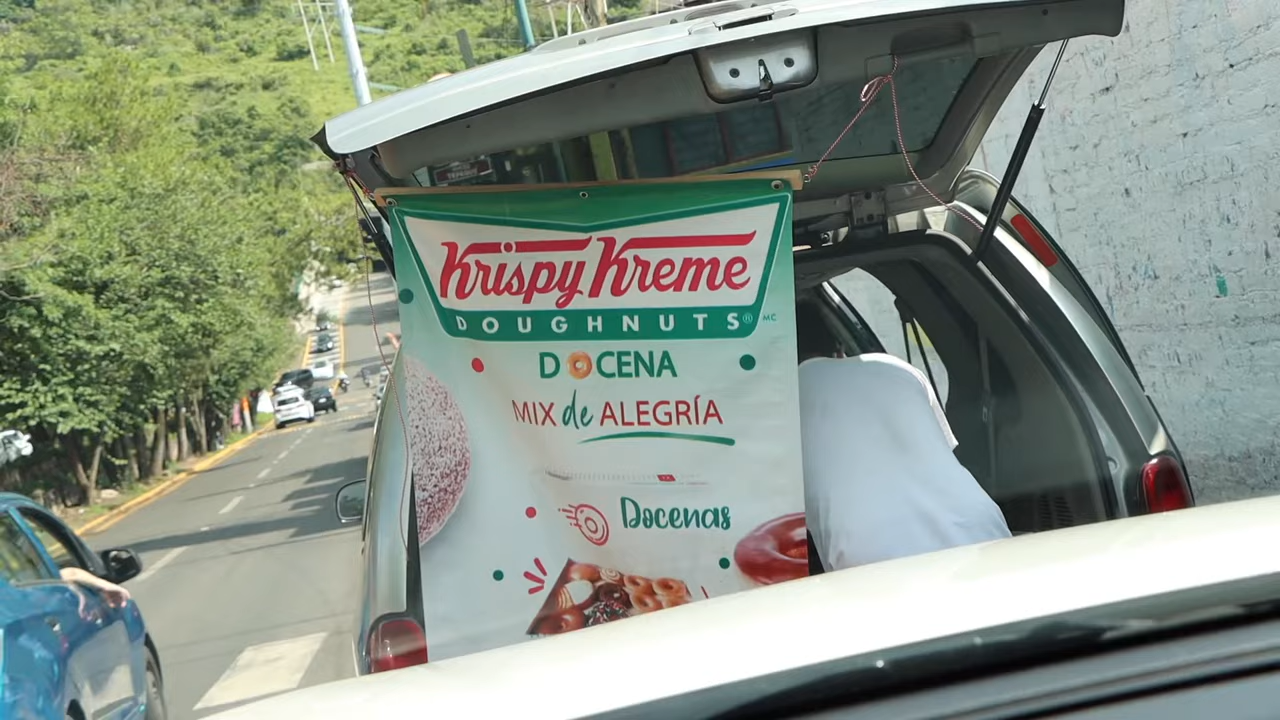 Krispy Kreme
DOUGHNUTS® MC
DOCENA
MIX de ALEGRÍA
Docenas